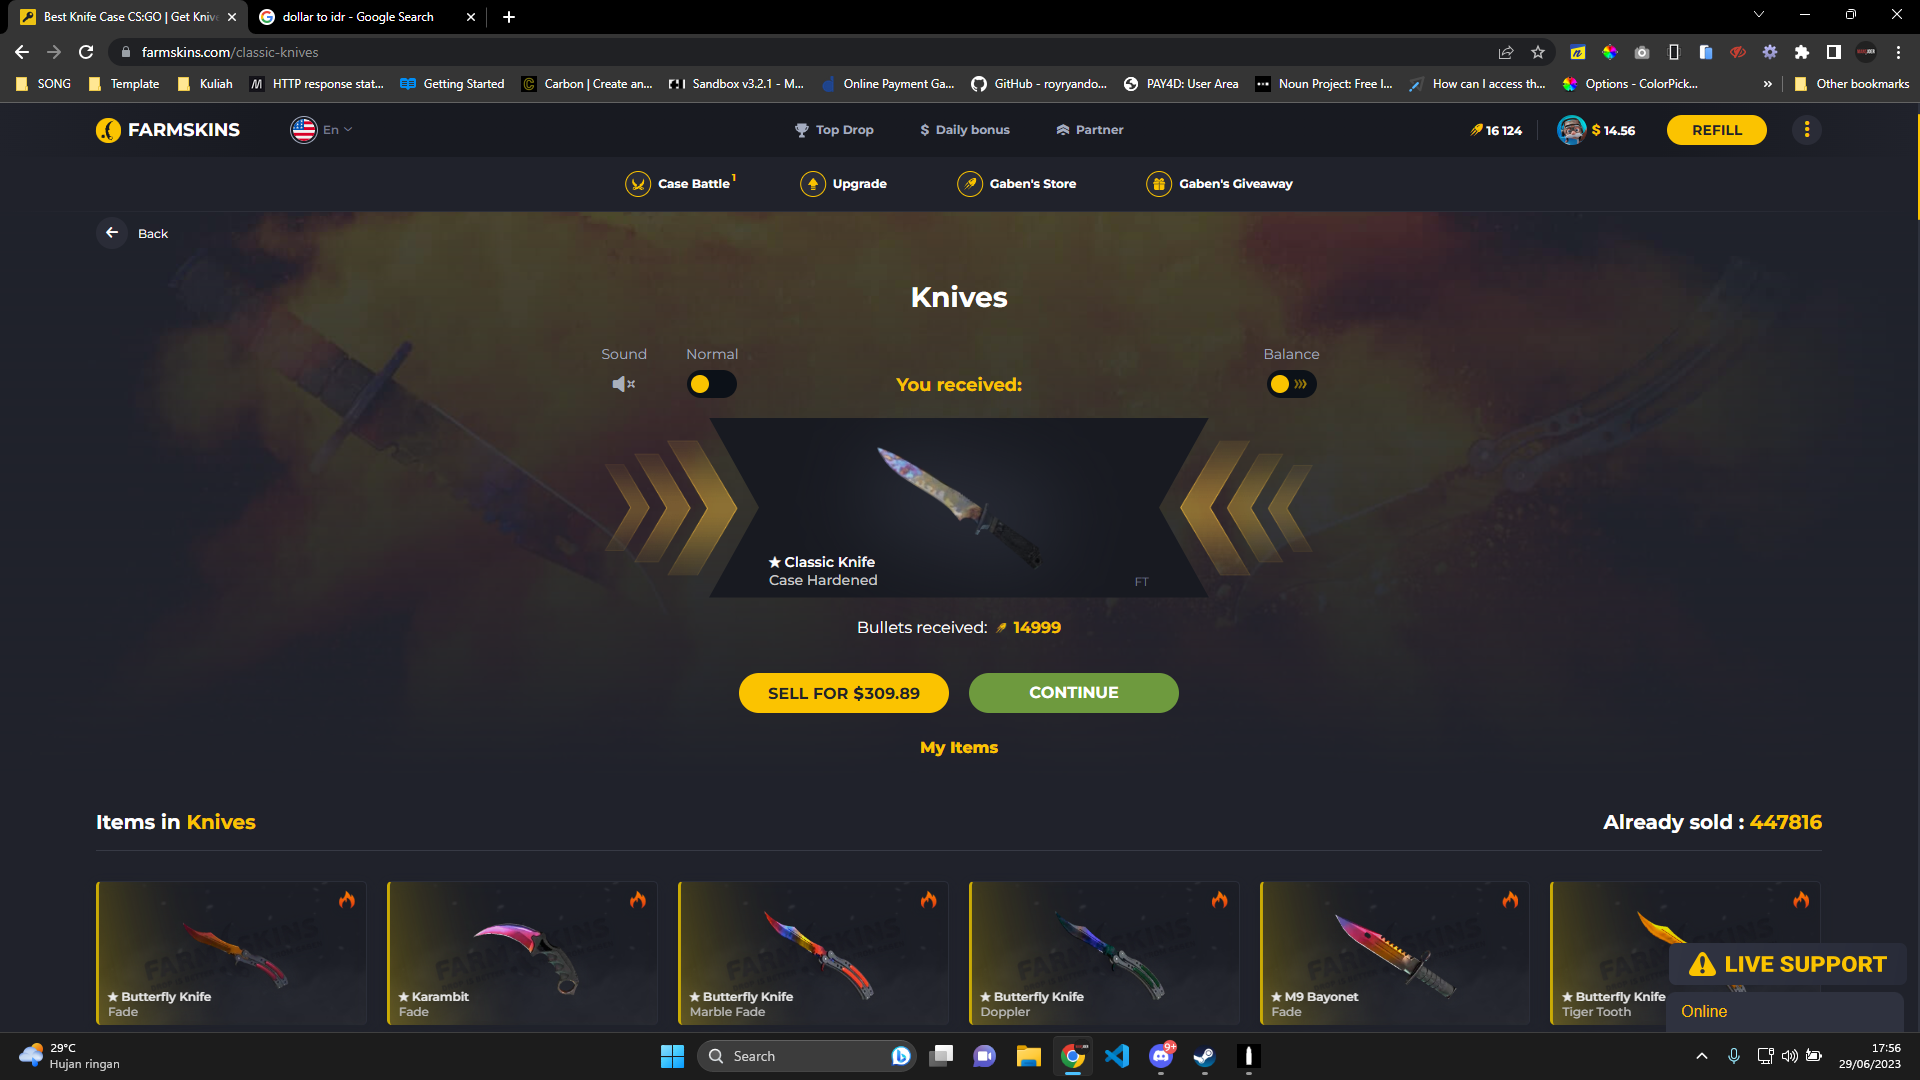 Best Knife Case CS:GO | Get Knive
dollar to idr - Google Search
farmskins.com/classic-knives
SONG
Template
Kuliah
HTTP response stat...
Getting Started
Carbon | Create an...
Sandbox v3.2.1 - M...
Online Payment Ga...
GitHub - royryando...
PAY4D: User Area
Noun Project: Free I...
How can I access th...
Options - ColorPick...
»
Other bookmarks
FARMSKINS
En
Top Drop
$ Daily bonus
Partner
16 124
$ 14.56
REFILL
Case Battle 1
Upgrade
Gaben's Store
Gaben's Giveaway
Back
Knives
Sound
Normal
Balance
You received:
★ Classic Knife
Case Hardened
FT
Bullets received: 14999
SELL FOR $309.89
CONTINUE
My Items
Items in Knives
Already sold : 447816
★ Butterfly Knife
Fade
★ Karambit
Fade
★ Butterfly Knife
Marble Fade
★ Butterfly Knife
Doppler
★ M9 Bayonet
Fade
★ Butterfly Knife
Tiger Tooth
LIVE SUPPORT
Online
29°C
Hujan ringan
Search
9+
17:56
29/06/2023